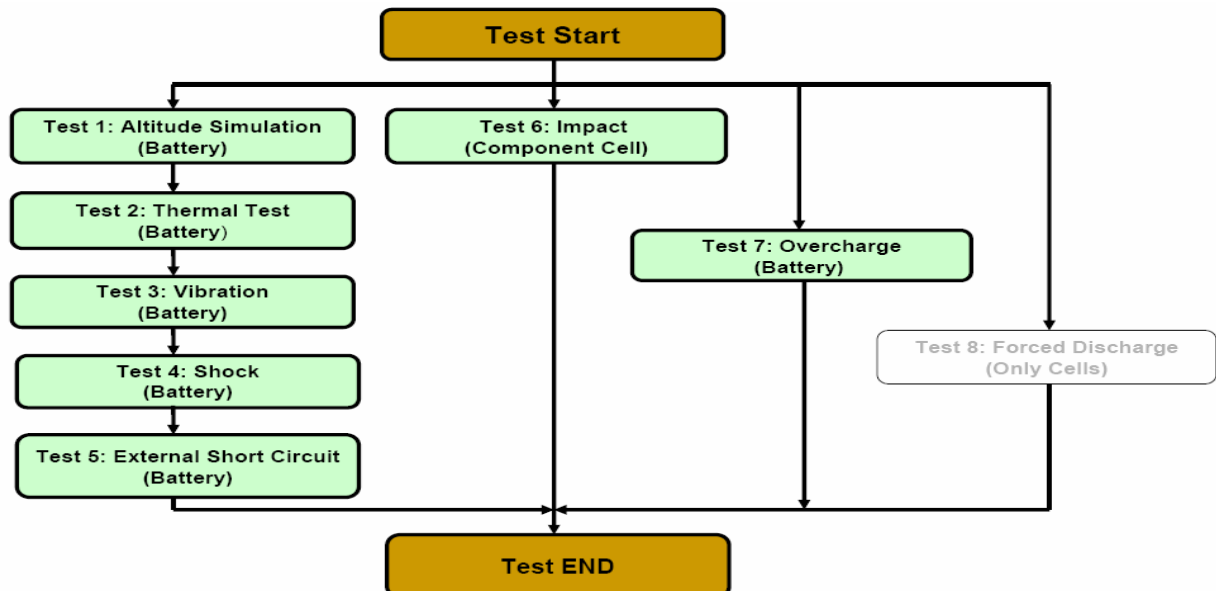 Test Start
Test 1: Altitude Simulation
(Battery)
Test 2: Thermal Test
(Battery)
Test 3: Vibration
(Battery)
Test 4: Shock
(Battery)
Test 5: External Short Circuit
(Battery)
Test 6: Impact
(Component Cell)
Test 7: Overcharge
(Battery)
Test 8: Forced Discharge
(Only Cells)
Test END